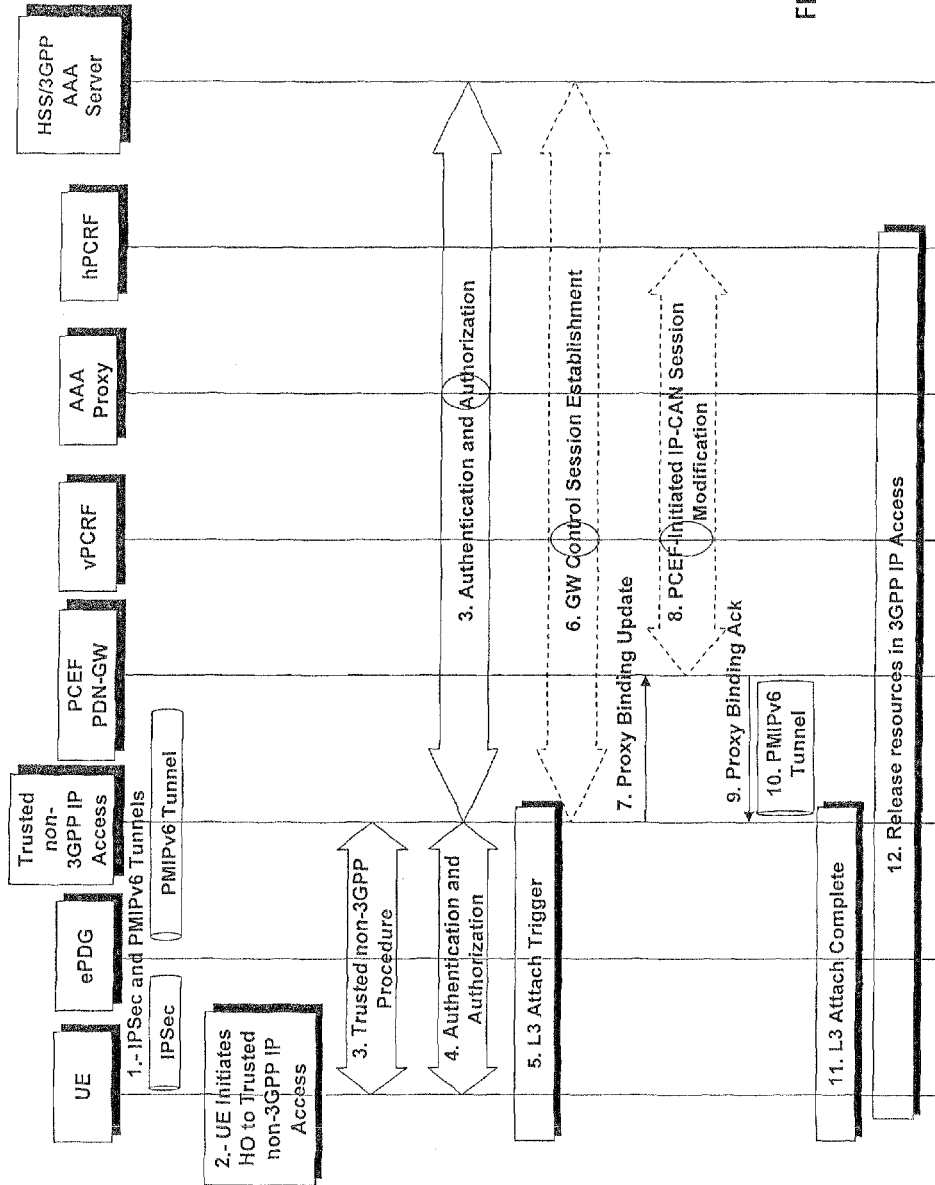 UE
ePDG
Trusted
non-
3GPP IP
Access
PCEF
PDN-GW
vPCRF
AAA
Proxy
hPCRF
HSS/3GPP
AAA
Server
1.- IPSec and PMIPv6 Tunnels
IPSec
PMIPv6 Tunnel
2.- UE Initiates
HO to Trusted
non-3GPP IP
Access
3. Trusted non-3GPP
Procedure
3. Authentication and Authorization
4. Authentication and
Authorization
5. L3 Attach Trigger
6. GW Control Session Establishment
7. Proxy Binding Update
8. PCEF-Initiated IP-CAN Session
Modification
9. Proxy Binding Ack
10. PMIPv6
Tunnel
11. L3 Attach Complete
12. Release resources in 3GPP IP Access